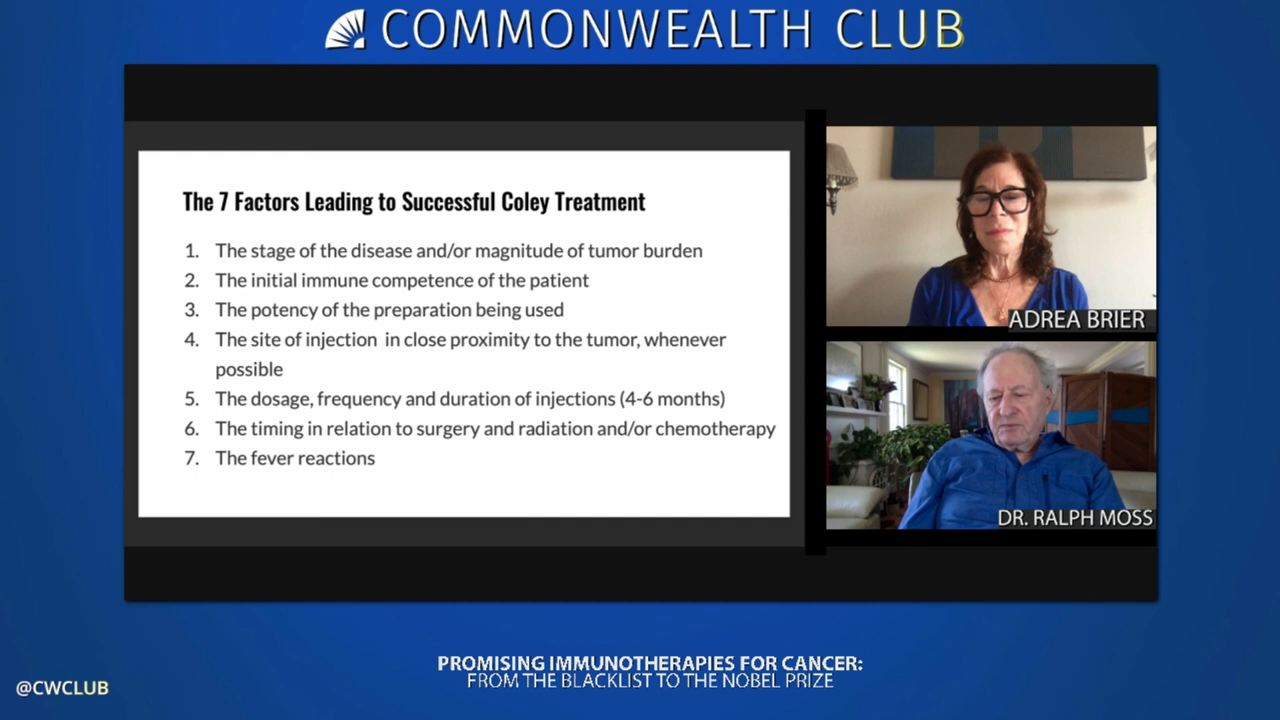 COMMONWEALTH CLUB
The 7 Factors Leading to Successful Coley Treatment
1. The stage of the disease and/or magnitude of tumor burden
2. The initial immune competence of the patient
3. The potency of the preparation being used
4. The site of injection in close proximity to the tumor, whenever
possible
5. The dosage, frequency and duration of injections (4-6 months)
6. The timing in relation to surgery and radiation and/or chemotherapy
7. The fever reactions
ADREA BRIER
DR. RALPH MOSS
PROMISING IMMUNOTHERAPIES FOR CANCER:
FROM THE BLACKLIST TO THE NOBEL PRIZE
@CWCLUB